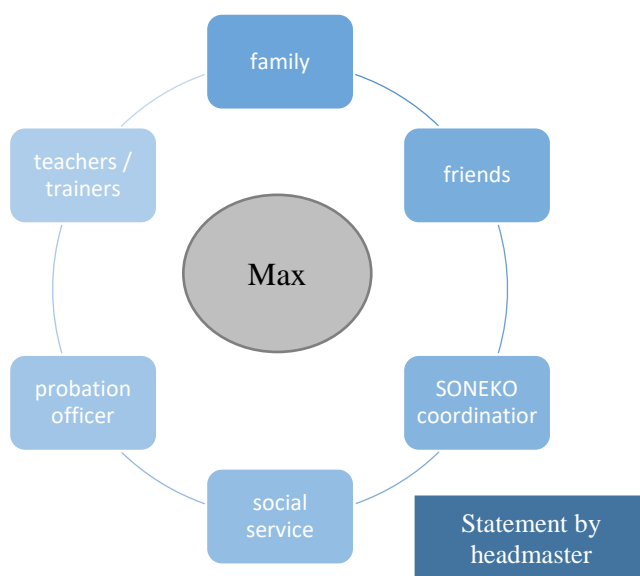 family
teachers /
trainers
friends
Max
probation
officer
SONEKO
coordinatior
social
service
Statement by
headmaster